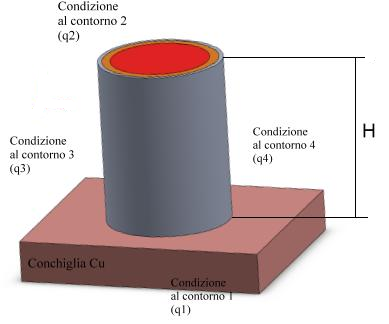 Condizione
al contorno 2
(q2)
H
Condizione
al contorno 3
(q3)
Condizione
al contorno 4
(q4)
Conchiglia Cu
Condizione
al contorno 1
(q1)